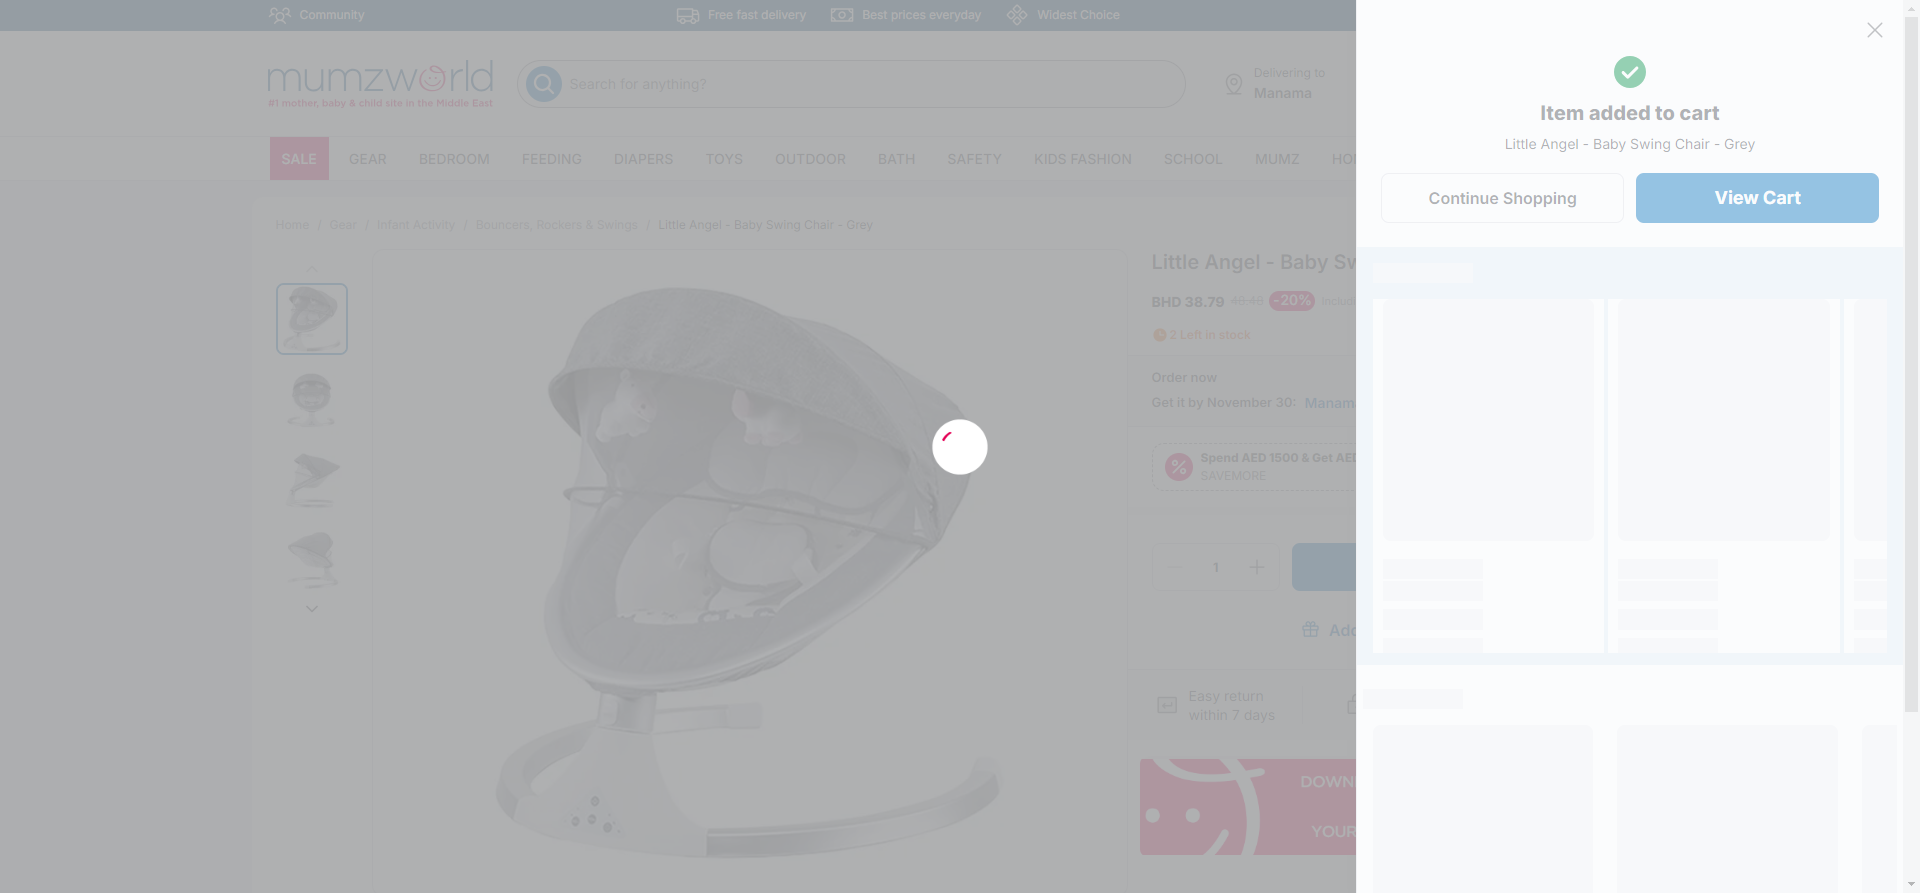 Community
Free fast delivery
Best prices everyday
Widest Choice
mumzworld
#1 mother, baby & child site in the Middle East
Search for anything?
Delivering to
Manama
SALE
GEAR
BEDROOM
FEEDING
DIAPERS
TOYS
OUTDOOR
BATH
SAFETY
KIDS FASHION
SCHOOL
MUMZ
Home / Gear / Infant Activity / Bouncers, Rockers & Swings / Little Angel - Baby Swing Chair - Grey
Little Angel - Baby Sw
BHD 38.79
-20%
Includi
2 Left in stock
Order now
Get it by November 30: Manam
Spend AED 1500 & Get AED
SAVEMORE
1
Add
Easy return
within 7 days
DOWN
YOUR
Item added to cart
Little Angel - Baby Swing Chair - Grey
Continue Shopping
View Cart